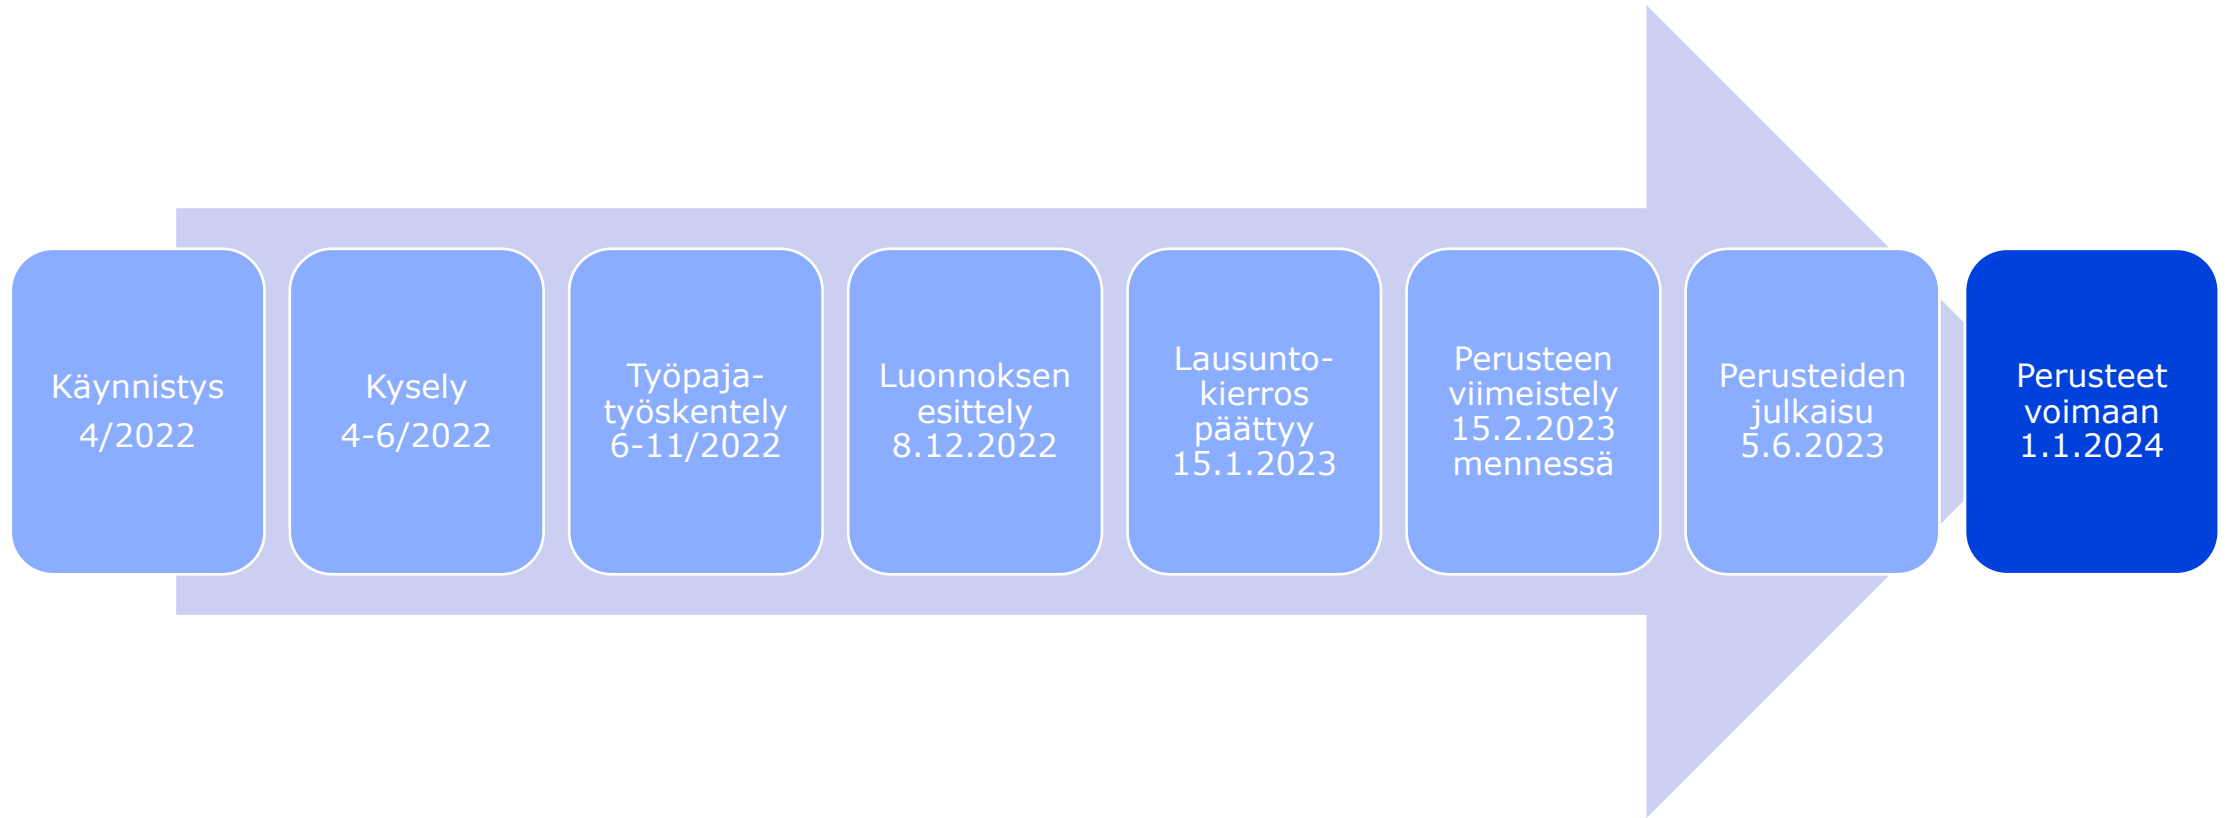 Käynnistys
4/2022
Kysely
4-6/2022
Työpaja-
työskentely
6-11/2022
Luonnoksen
esittely
8.12.2022
Lausunto-
kierros
päättyy
15.1.2023
Perusteen
viimeistely
15.2.2023
mennessä
Perusteiden
julkaisu
5.6.2023
Perusteet
voimaan
1.1.2024